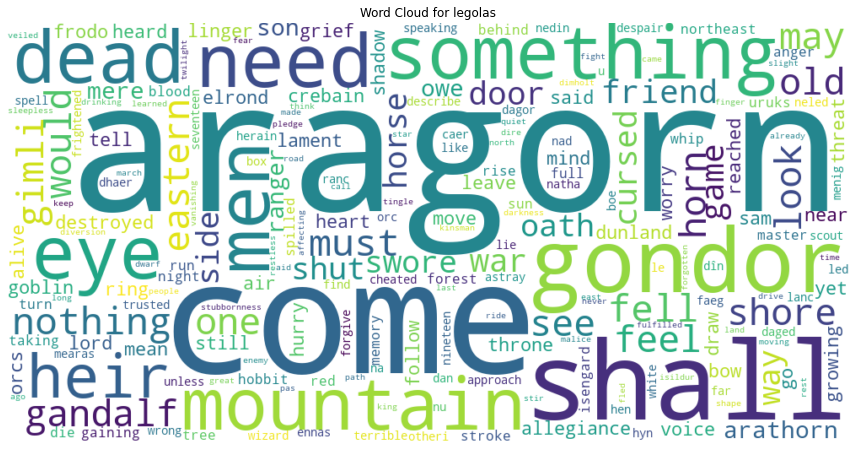 Word Cloud for legolas
aragorn
come
shall
gondor
mountain
something
dead
need
men
eye
heir
nothing
gandalf
gimli
would
eastern
mere
frodo
heard
linger
son
grief
shadow
speaking
behind
nedin
despair
northeast
may
anger
old
veiled
twilight
fear
elrond
crebain
owe
describe
door
said
friend
u
fight
came
uruks
neled
slight
threat
spell
blood
drinking
learned
seventeen
frightened
sleepless
tell
dhaer
march
keep
herain
box
road
made
pledge
think
lament
ranger
ranc
call
star
caer
like
dagor
quiet
north
dire
nad
mind
full
natha
finger
dimholt
whip
already
reached
menig
look
horn
game
worry
cursed
boe
horse
rise
leave
sun
move
kinsman
darkness
tingle
heart
orc
oath
dunland
sam
near
master
scout
time
alive
destroyed
diversion
vanishing
side
spilled
restless
affecting
must
lie
swore
war
forgotten
dîn
le
led
yet
goblin
run
night
dwarf
ring
people
turn
long
air
aid
shut
find
cheated
forest
last
astray
fell
faeg
east
never
lanc
drive
trusted
stubbornness
one
still
hurry
forgive
memory
nineteen
ride
see
feel
fulfilled
draw
daged
land
moving
shore
growing
taking
mearas
lord
mean
orcs
enemy
follow
aa
throne
isengard
white
malice
isildur
fled
bow
far
shape
way
go
rest
unless
hobbit
red
dan
approach
path
hen
ago
great
pas
king
nu
stir
allegiance
voice
arathorn
die
gaining
wrong
tree
wizard
ennas
terrible
otheri
stroke
hyn